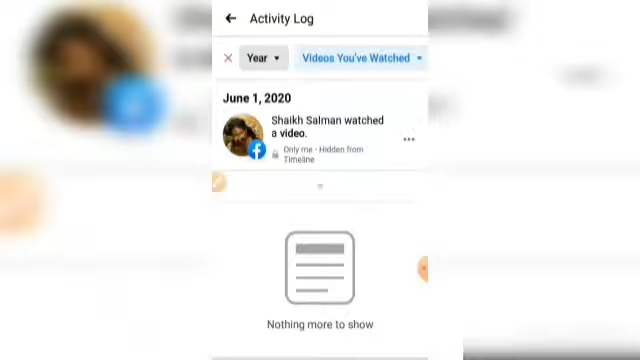 Activity Log
Year
Videos You've Watched
June 1, 2020
Shaikh Salman watched
a video.
Only me · Hidden from
Timeline
Nothing more to show